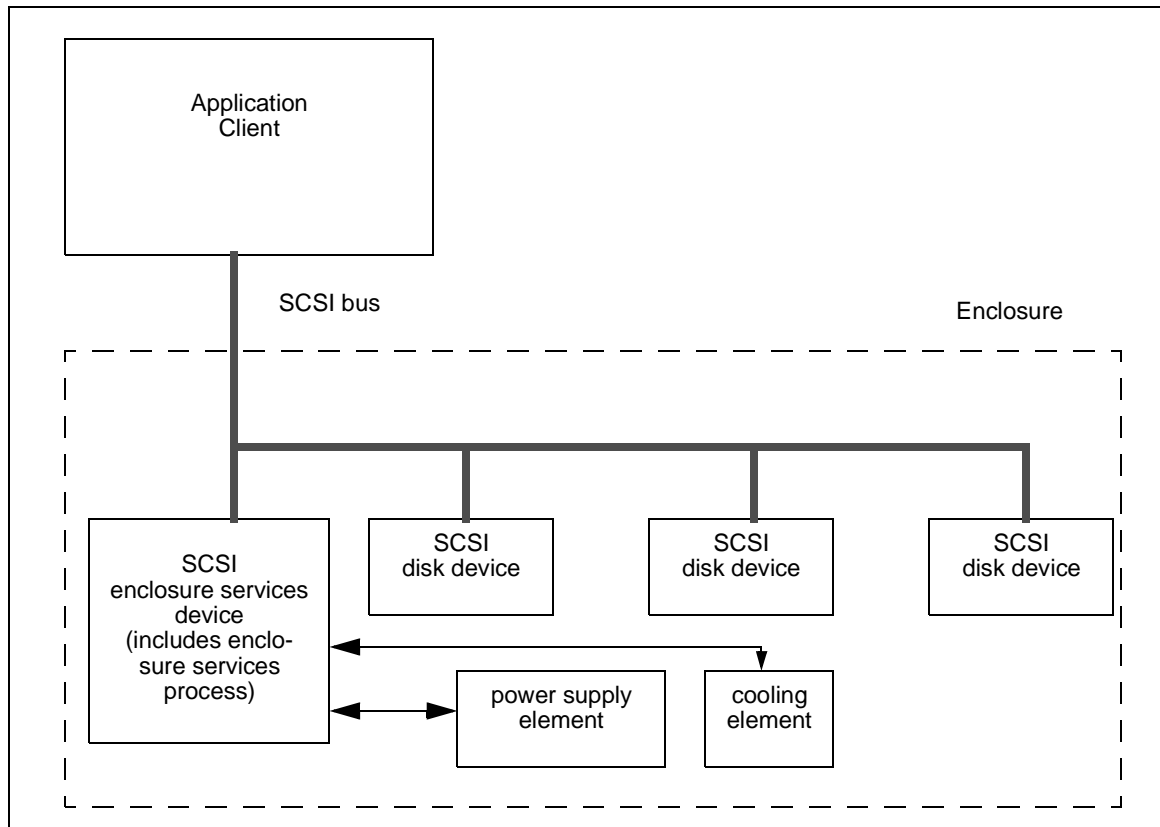 Application
Client
SCSI bus
Enclosure
SCSI
enclosure services
device
(includes enclo-
sure services
process)
SCSI
disk device
SCSI
disk device
SCSI
disk device
power supply
element
cooling
element